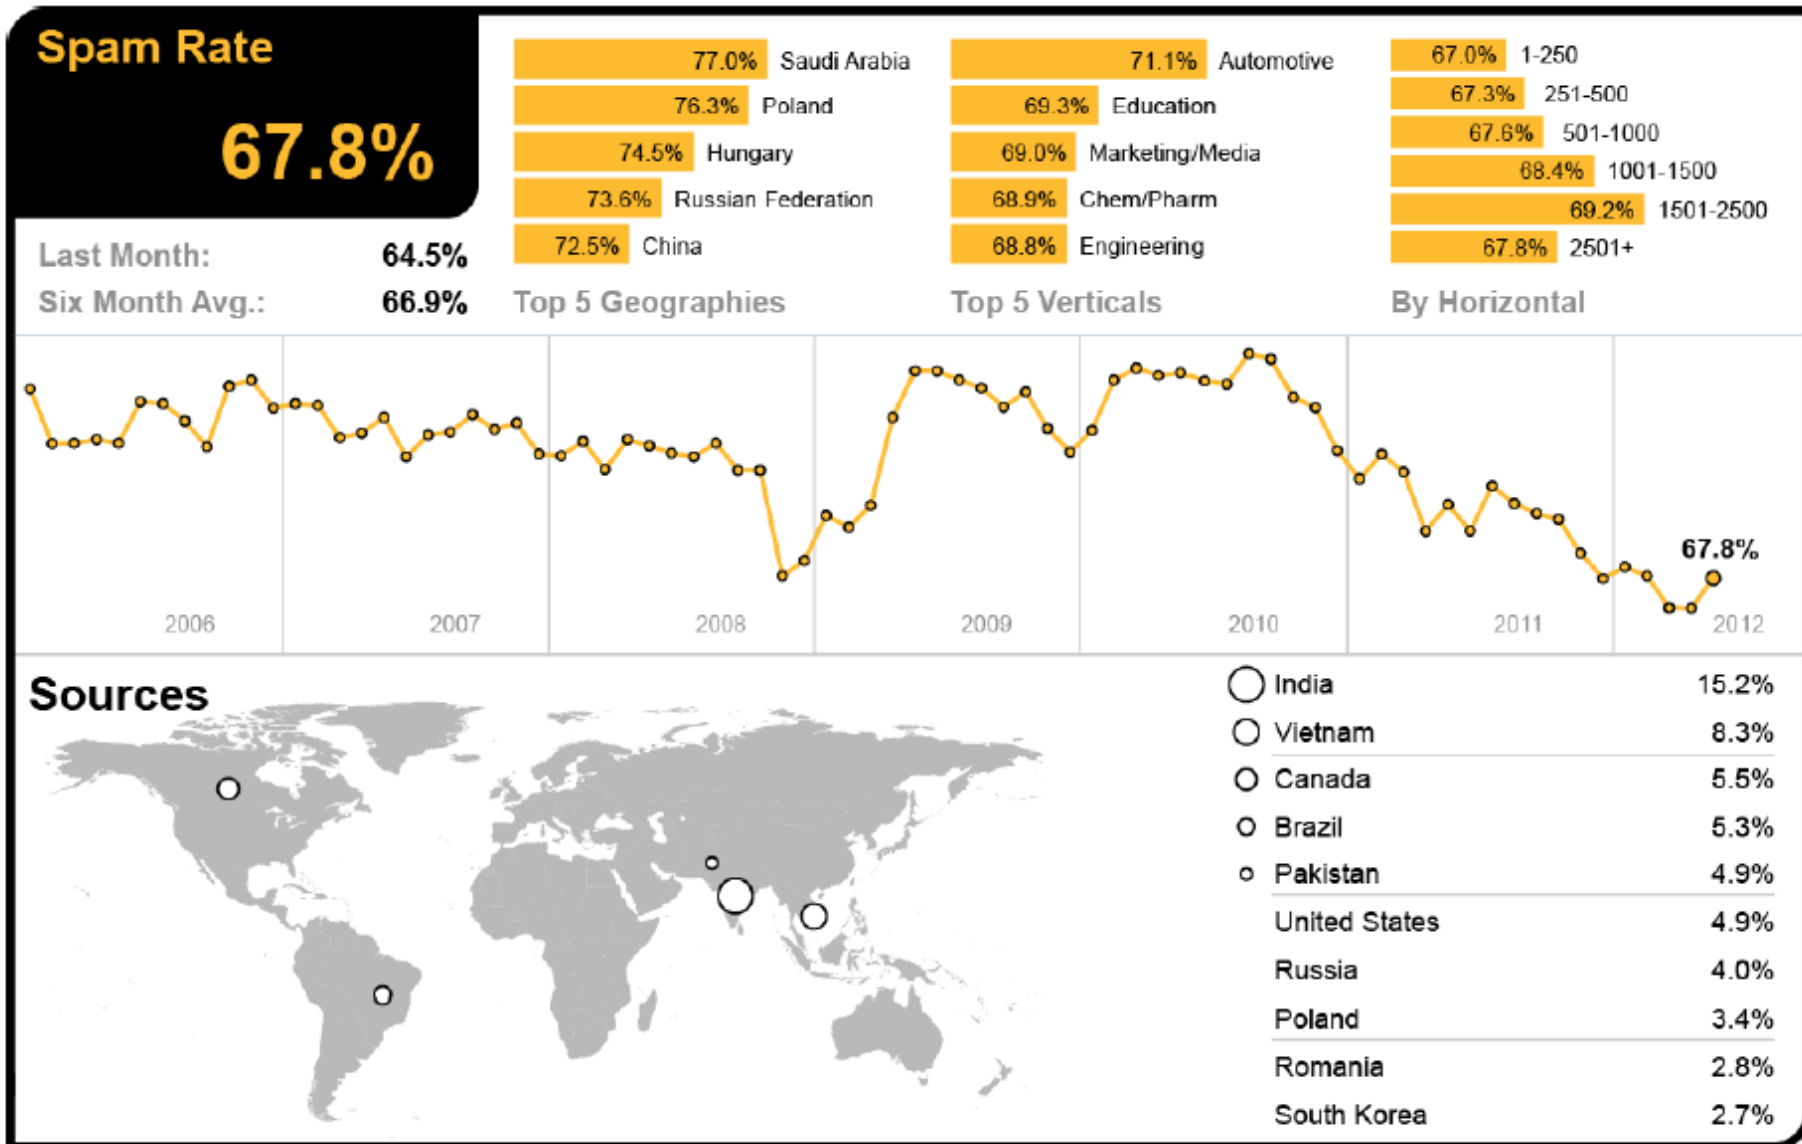 Spam Rate
67.8%
Last Month: 64.5%
Six Month Avg.: 66.9%
77.0% Saudi Arabia
76.3% Poland
74.5% Hungary
73.6% Russian Federation
72.5% China
Top 5 Geographies
71.1% Automotive
69.3% Education
69.0% Marketing/Media
68.9% Chem/Pharm
68.8% Engineering
Top 5 Verticals
67.0% 1-250
67.3% 251-500
67.6% 501-1000
68.4% 1001-1500
69.2% 1501-2500
67.8% 2501+
By Horizontal
67.8%
2006 2007 2008 2009 2010 2011 2012
Sources
India 15.2%
Vietnam 8.3%
Canada 5.5%
Brazil 5.3%
Pakistan 4.9%
United States 4.9%
Russia 4.0%
Poland 3.4%
Romania 2.8%
South Korea 2.7%